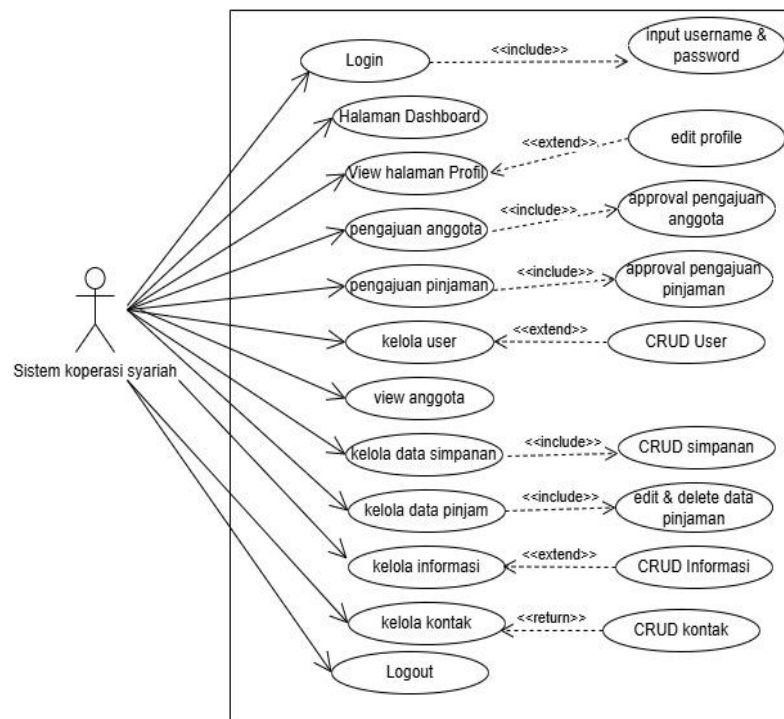 Login
<<include>>
input username &
password
Halaman Dashboard
View halaman Profil
<<extend>>
edit profile
pengajuan anggota
<<include>>
approval pengajuan
anggota
pengajuan pinjaman
<<include>>
approval pengajuan
pinjaman
kelola user
<<extend>>
CRUD User
Sistem koperasi syariah
view anggota
kelola data simpanan
<<include>>
CRUD simpanan
kelola data pinjam
<<include>>
edit & delete data
pinjaman
kelola informasi
<<extend>>
CRUD Informasi
kelola kontak
<<return>>
CRUD kontak
Logout